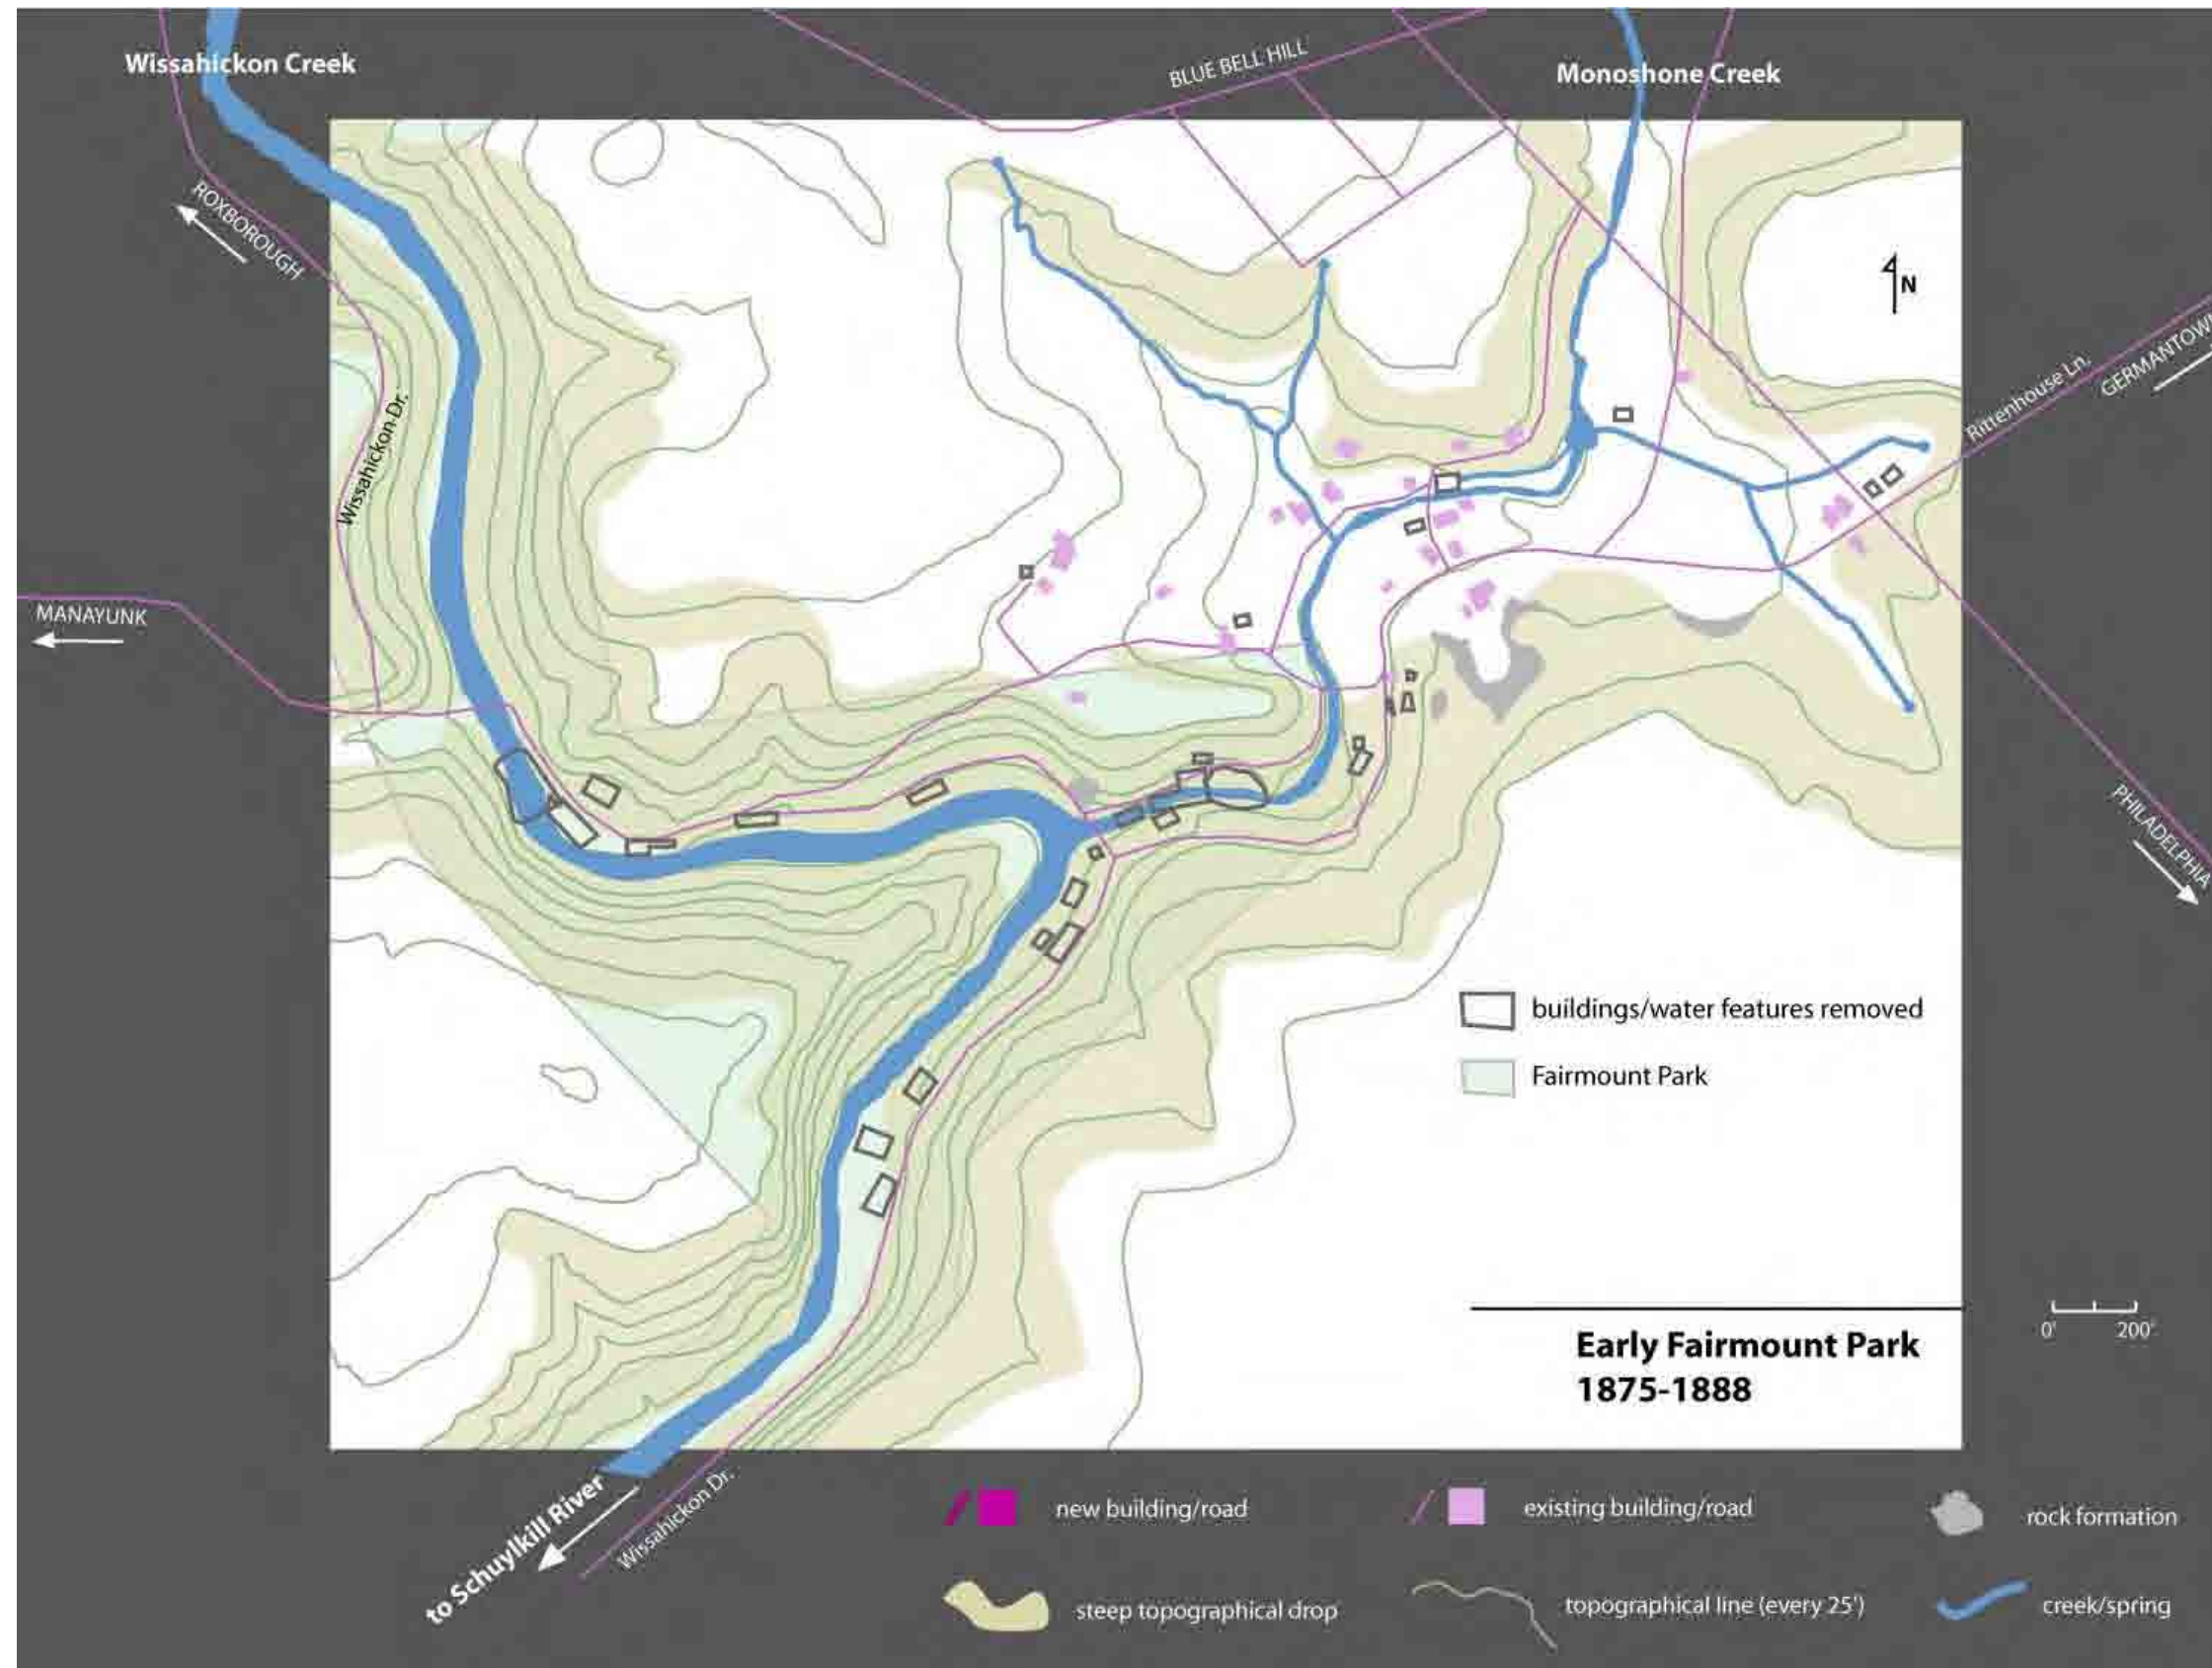 Wissahickon Creek
BLUE BELL HILL
Monoshone Creek
ROXBOROUGH
N
Wissahickon Dr.
Rittenhouse Ln.
MANAYUNK
PHILADELPHIA
buildings/water features removed
Fairmount Park
Early Fairmount Park
1875-1888
0' 200'
to Schuylkill River
Wissahickon Dr.
new building/road
existing building/road
rock formation
steep topographical drop
topographical line (every 25')
creek/spring